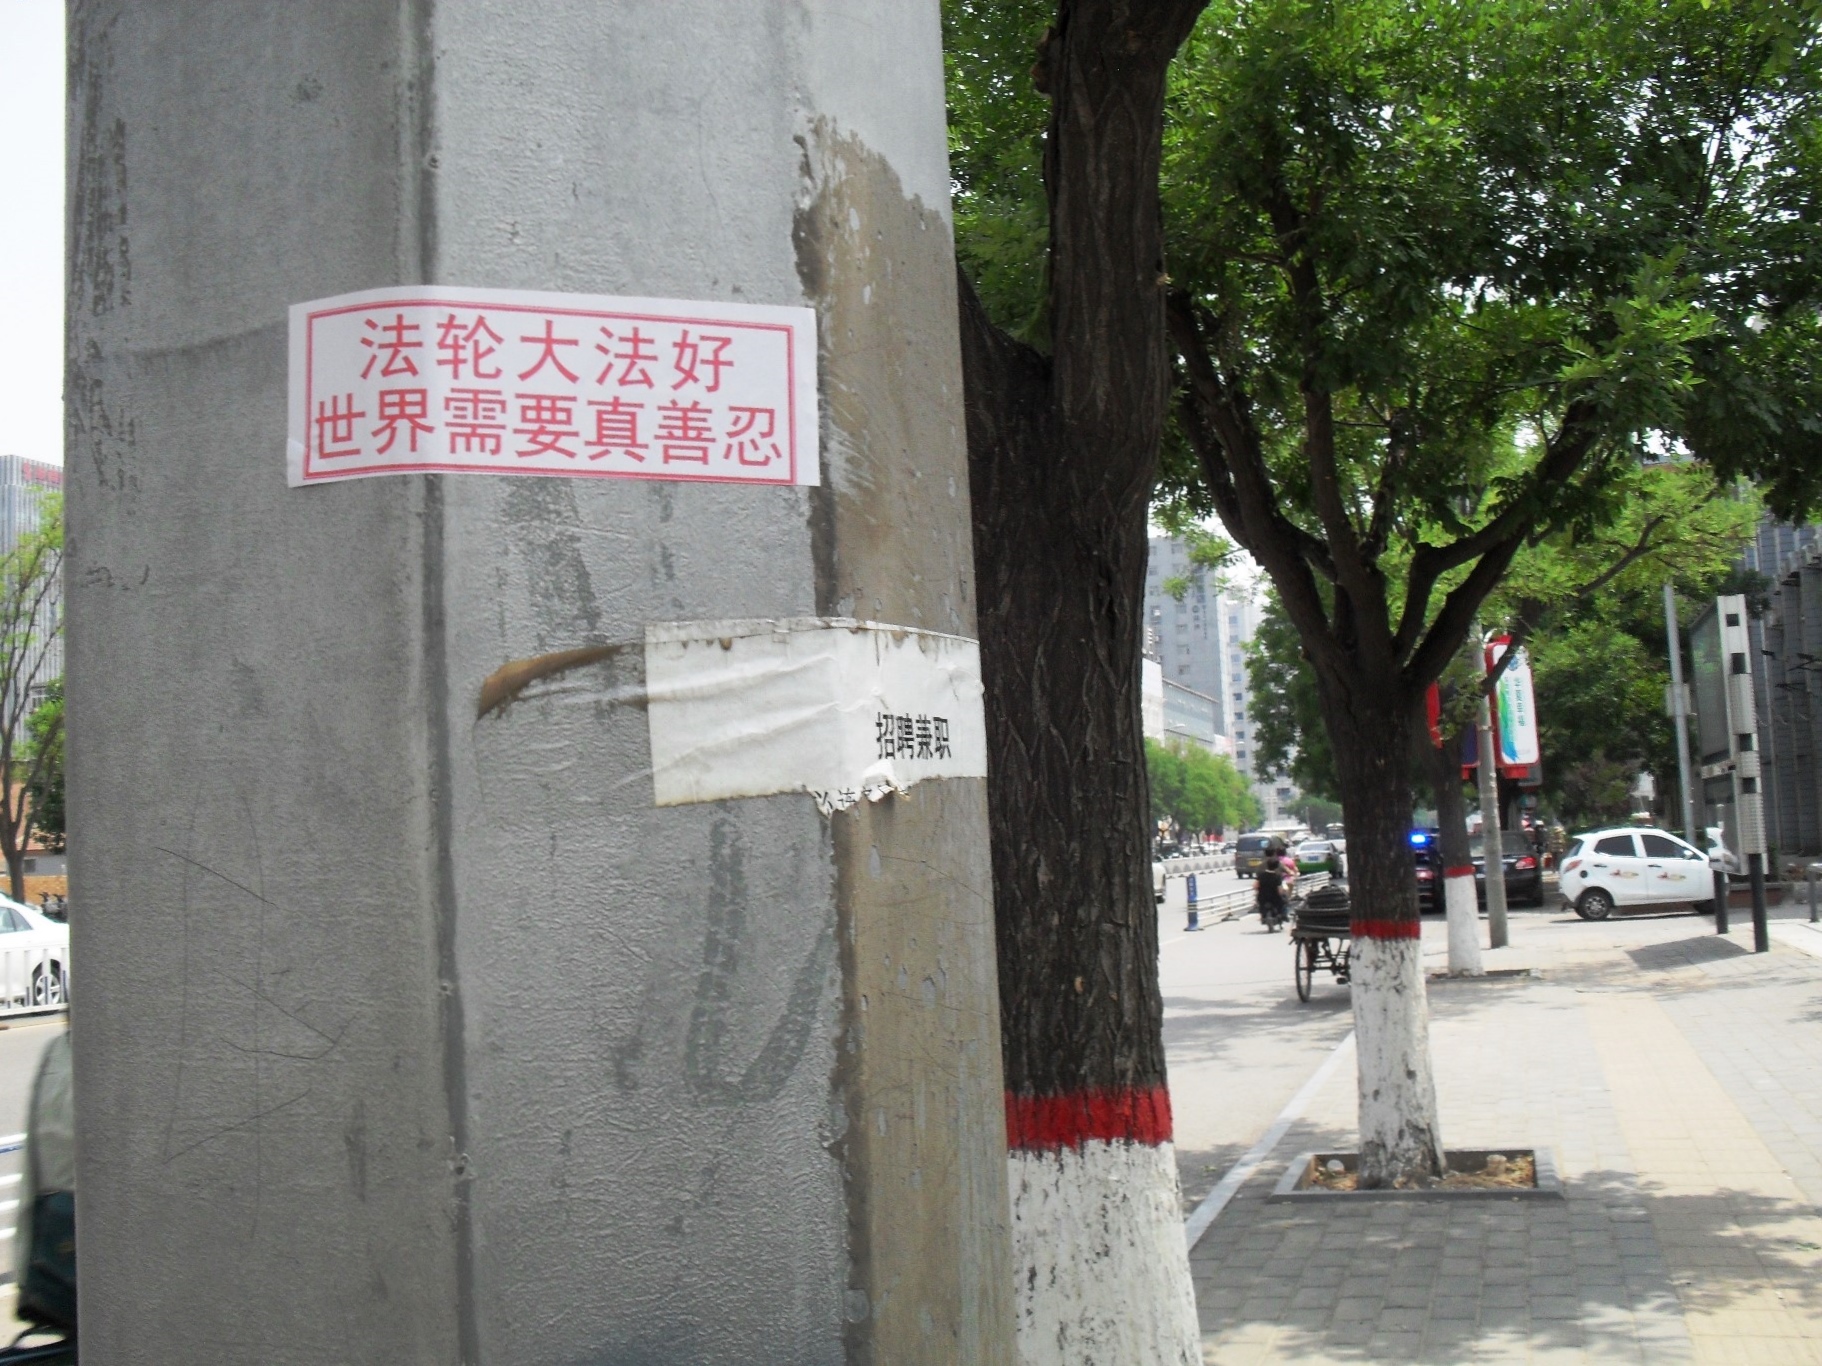 法轮大法好
世界需要真善忍
招聘兼职